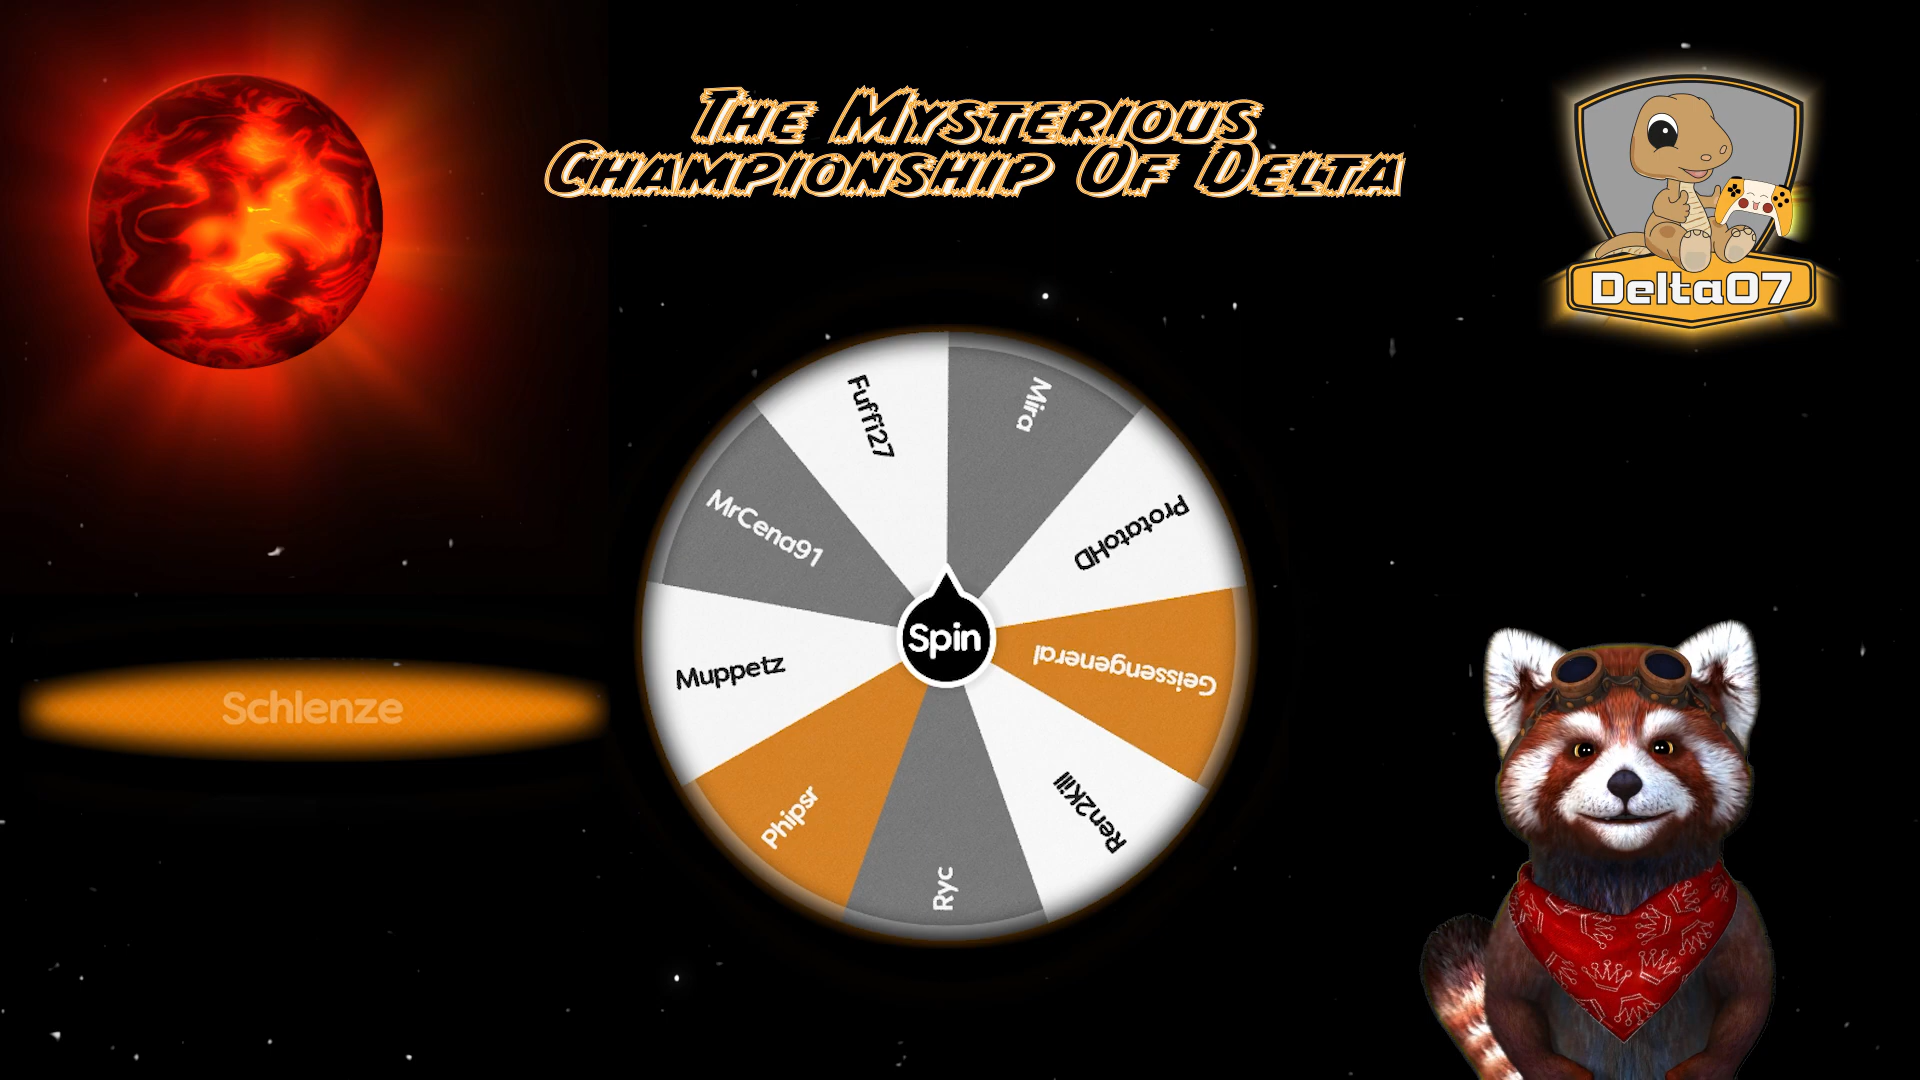 The Mysterious
Championship Of Delta
Delta07
Fuffi27
Mira
MrCena91
ProtatoHD
Spin
Muppetz
Geissengeneral
Schlenze
Phipsr
Ren2Kill
Ryc